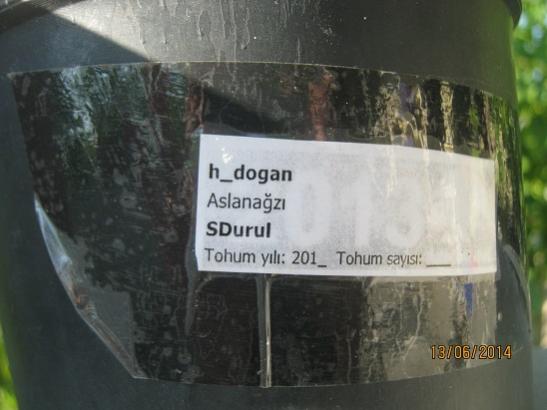 h_dogan
Aslanağzı
SDurul
Tohum yılı: 201_ Tohum sayısı: ___
13/06/2014